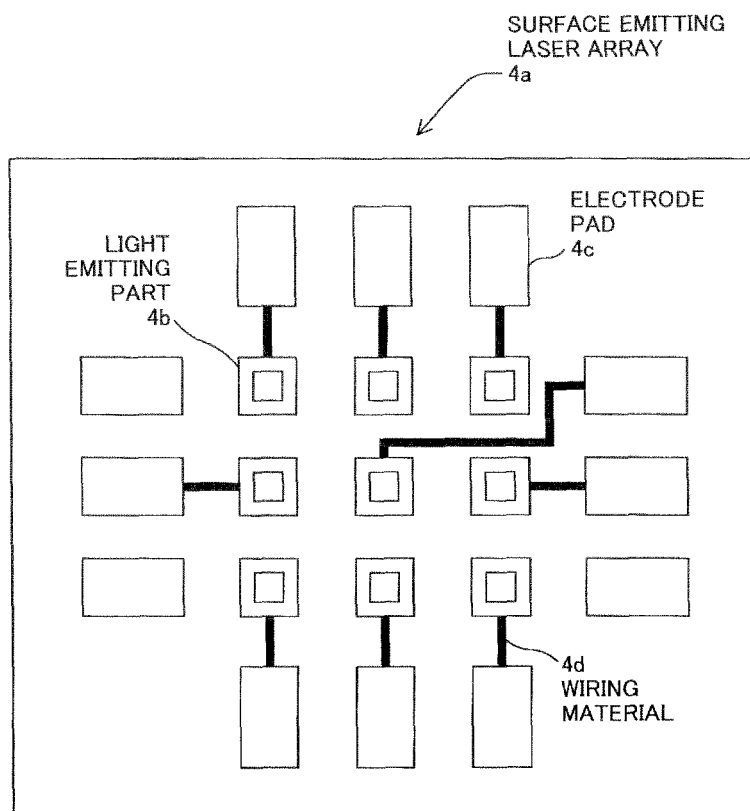 SURFACE EMITTING
LASER ARRAY
4a
ELECTRODE
PAD
4c
LIGHT
EMITTING
PART
4b
4d
WIRING
MATERIAL